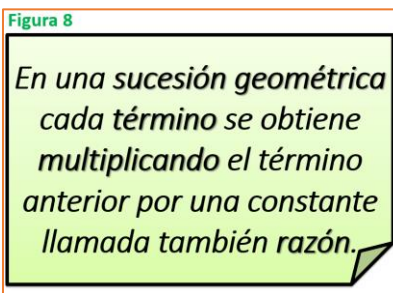 Figura 8
En una sucesión geométrica
cada término se obtiene
multiplicando el término
anterior por una constante
llamada también razón.